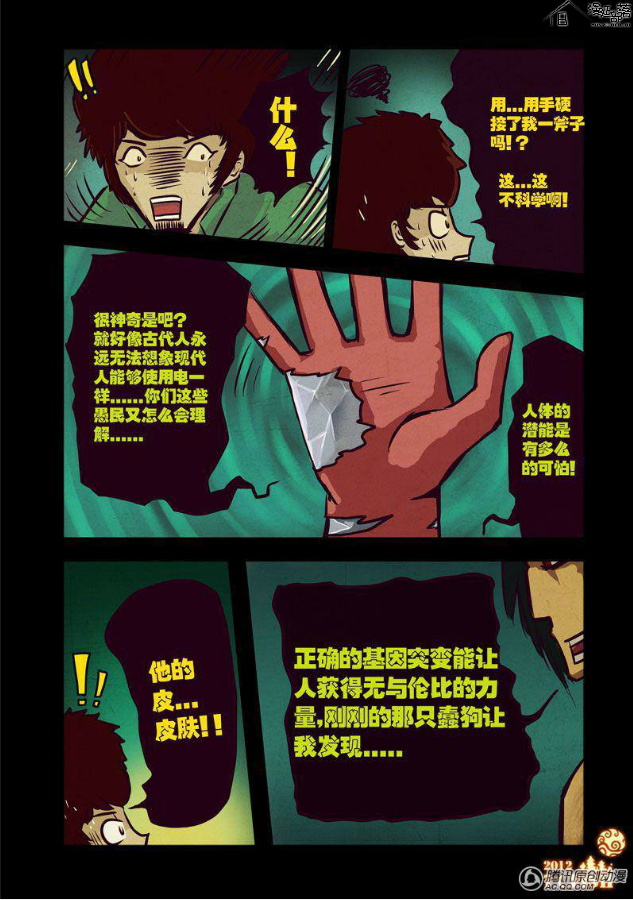 漫画部落
什
么！
用...用手硬
接了我一斧子
吗！？
这...这
不科学啊！
很神奇是吧？
就好像古代人永
远无法想象现代
人能够使用电一
样......你们这些
愚民又怎么会理
解......
人体的
潜能是
有多么
的可怕！
他的
皮...
皮肤！！
正确的基因突变能让
人获得无与伦比的力
量，刚刚的那只蠢狗让
我发现.....
2012
腾讯原创动漫
AC.QQ.COM